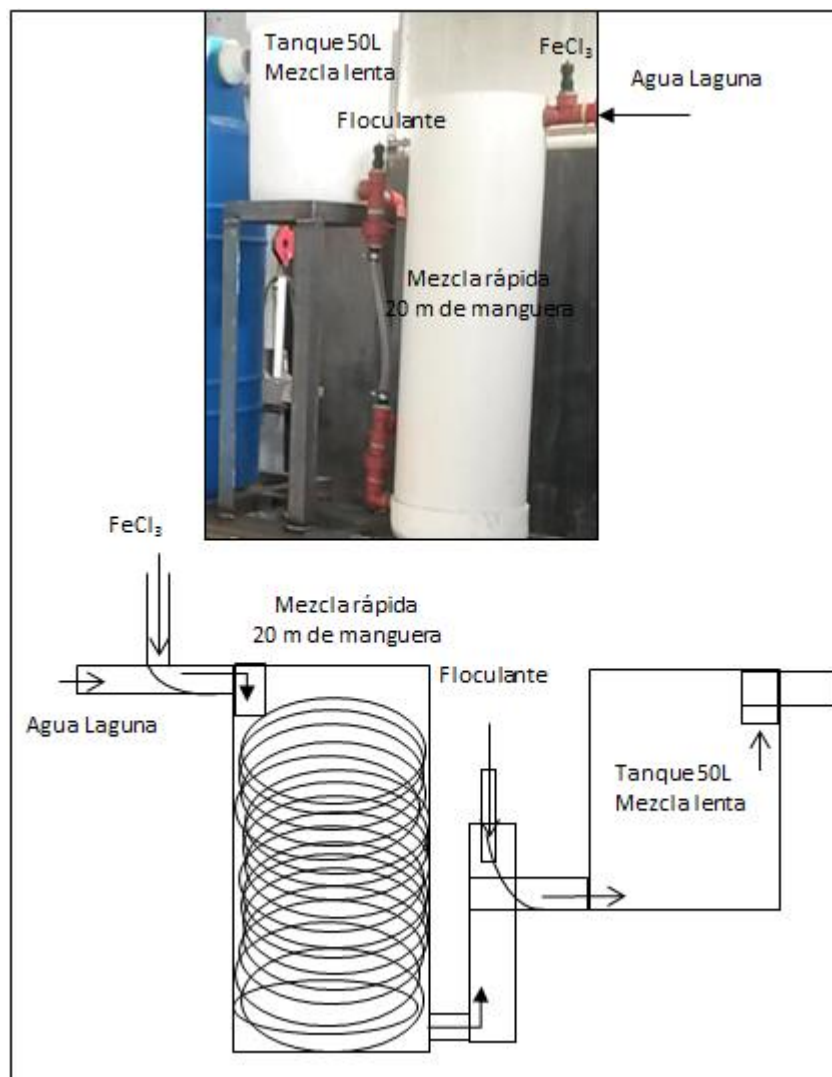 Tanque 50L
Mezcla lenta
FeCl₃
Agua Laguna
Floculante
Mezcla rápida
20 m de manguera
FeCl₃
Mezcla rápida
20 m de manguera
Floculante
Agua Laguna
Tanque 50L
Mezcla lenta